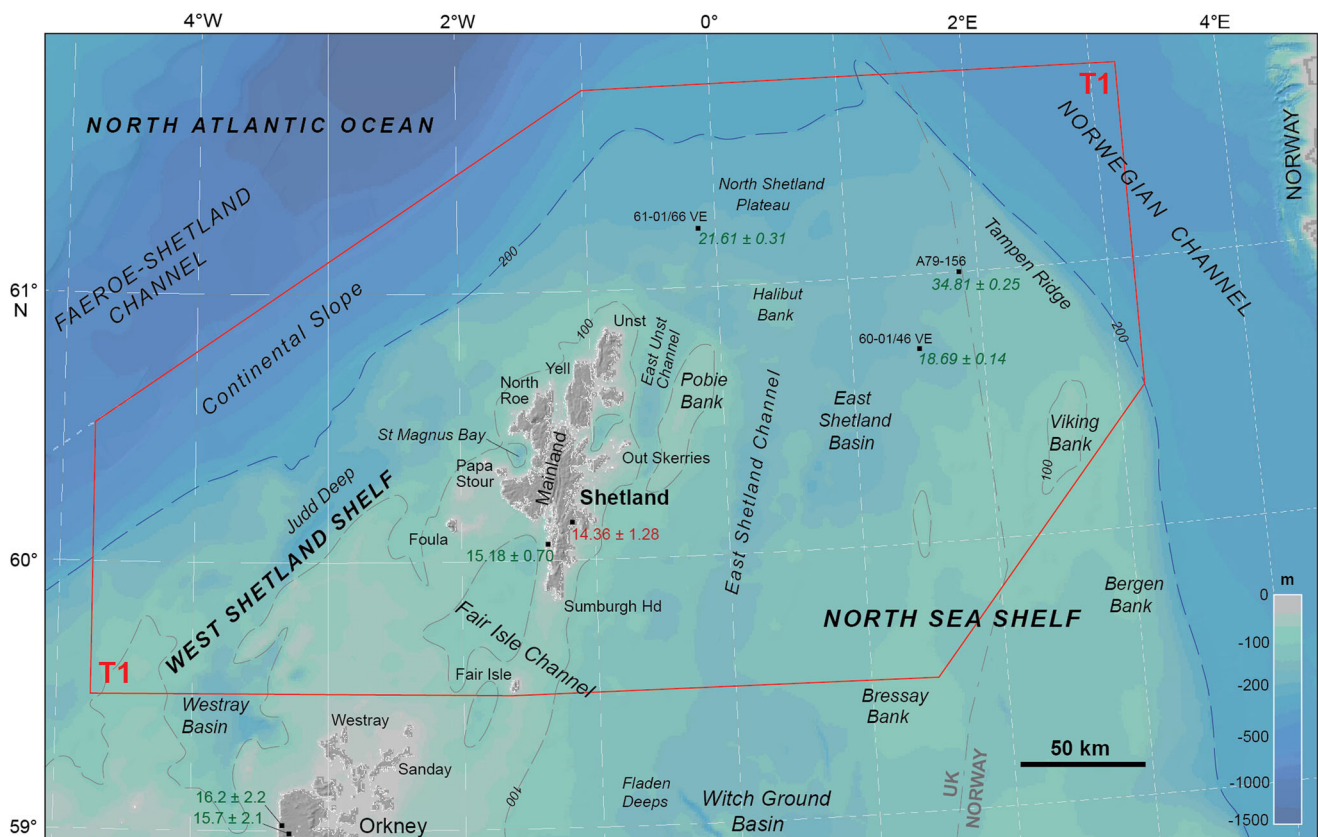 4°W
2°W
0°
2°E
4°E
T1
NORTH ATLANTIC OCEAN
NORWEGIAN CHANNEL
NORWAY
North Shetland
Plateau
61-01/66 VE
21.61 ± 0.31
FAEROE-SHETLAND
CHANNEL
200
Tampen Ridge
A79-156
34.81 ± 0.25
61°
N
Continental Slope
Halibut
Bank
100
Unst
200
60-01/46 VE
18.69 ± 0.14
East Unst
Channel
Yell
North
Roe
Pobie
Bank
East Shetland Channel
East
Shetland
Basin
Viking
Bank
100
St Magnus Bay
Mainland
Out Skerries
Papa
Stour
Judd Deep
Shetland
WEST SHETLAND SHELF
14.36 ± 1.28
Foula
15.18 ± 0.70
60°
Sumburgh Hd
Bergen
Bank
NORTH SEA SHELF
Fair Isle Channel
Fair Isle
T1
Westray
Basin
Bressay
Bank
Westray
50 km
Sanday
100
Fladen
Deeps
Witch Ground
Basin
UK
NORWAY
16.2 ± 2.2
15.7 ± 2.1
Orkney
59°
m
0
-100
-200
-500
-1000
-1500